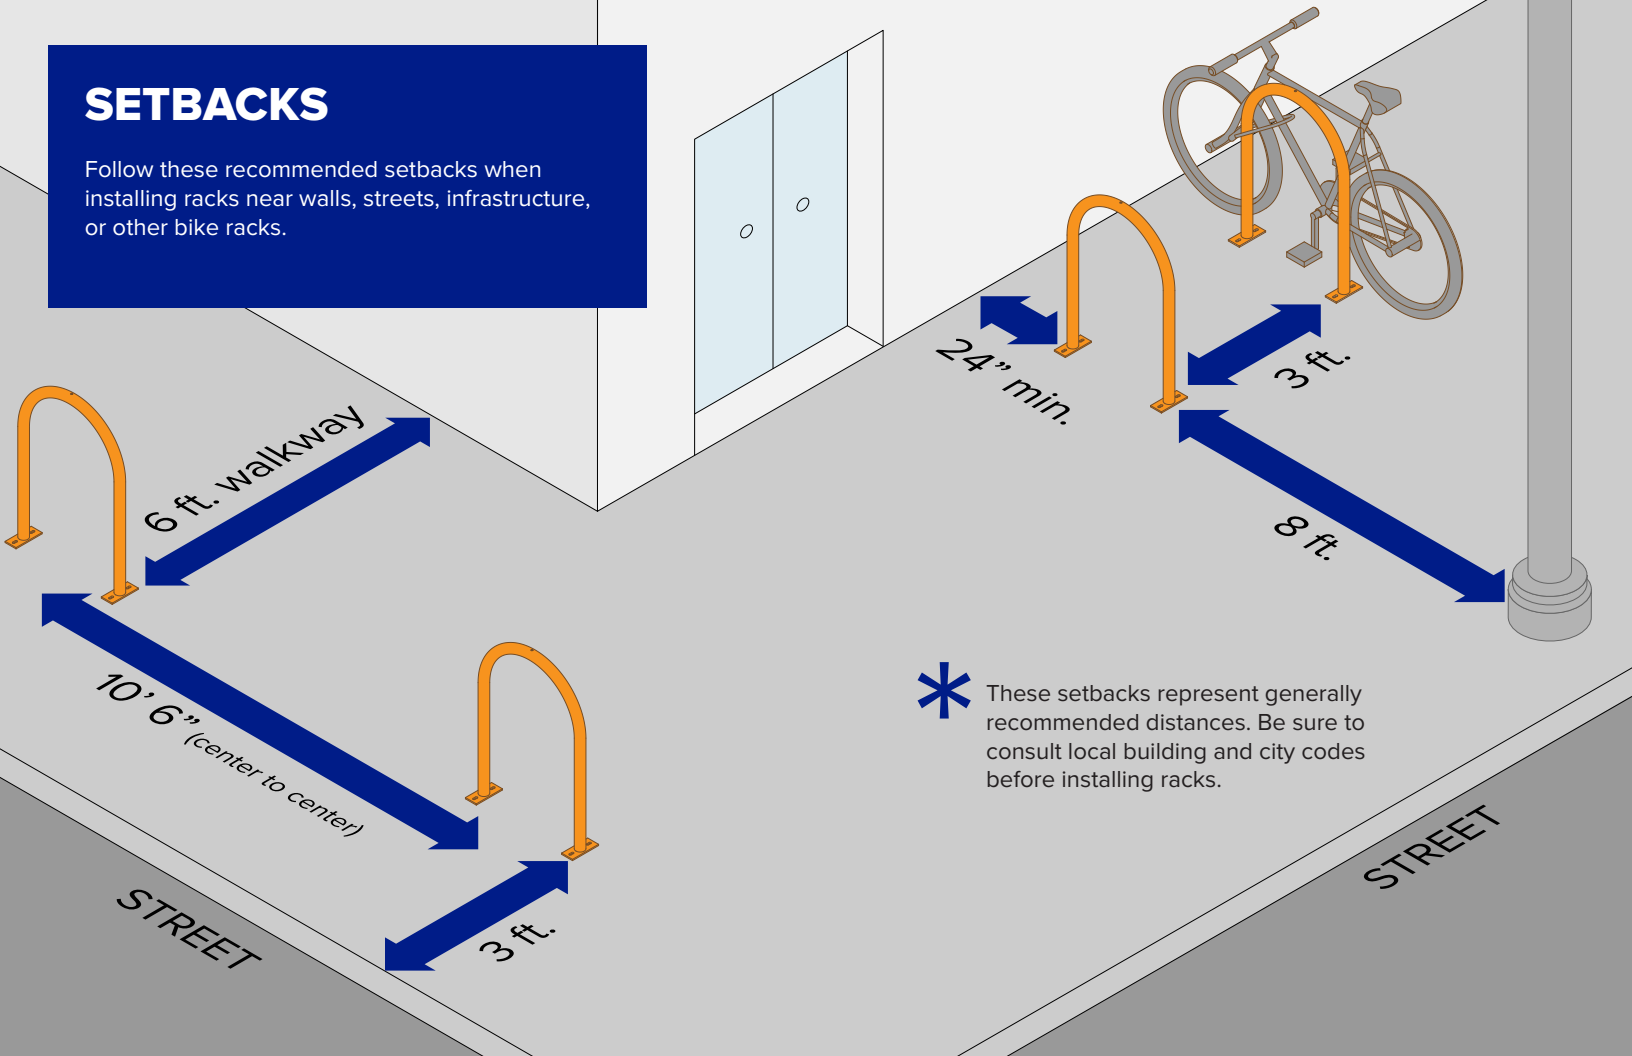 SETBACKS
Follow these recommended setbacks when
installing racks near walls, streets, infrastructure,
or other bike racks.
24” min.
3 ft.
8 ft.
6 ft. walkway
10’ 6” (center to center)
3 ft.
* These setbacks represent generally
recommended distances. Be sure to
consult local building and city codes
before installing racks.
STREET
STREET